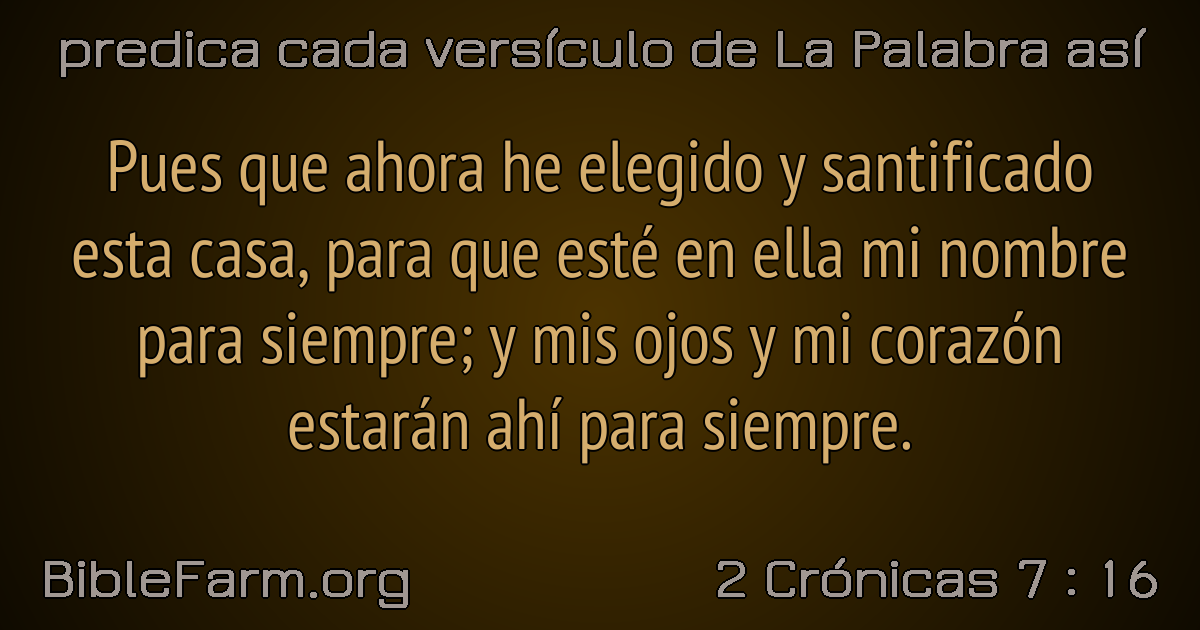 predica cada versículo de La Palabra así
Pues que ahora he elegido y santificado
esta casa, para que esté en ella mi nombre
para siempre; y mis ojos y mi corazón
estarán ahí para siempre.
BibleFarm.org
2 Crónicas 7 : 16